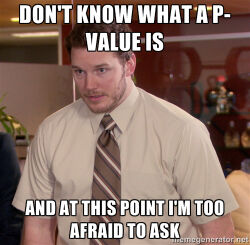 DON'T KNOW WHAT A P-
VALUE IS
AND AT THIS POINT I'M TOO
AFRAID TO ASK
memegenerator.net